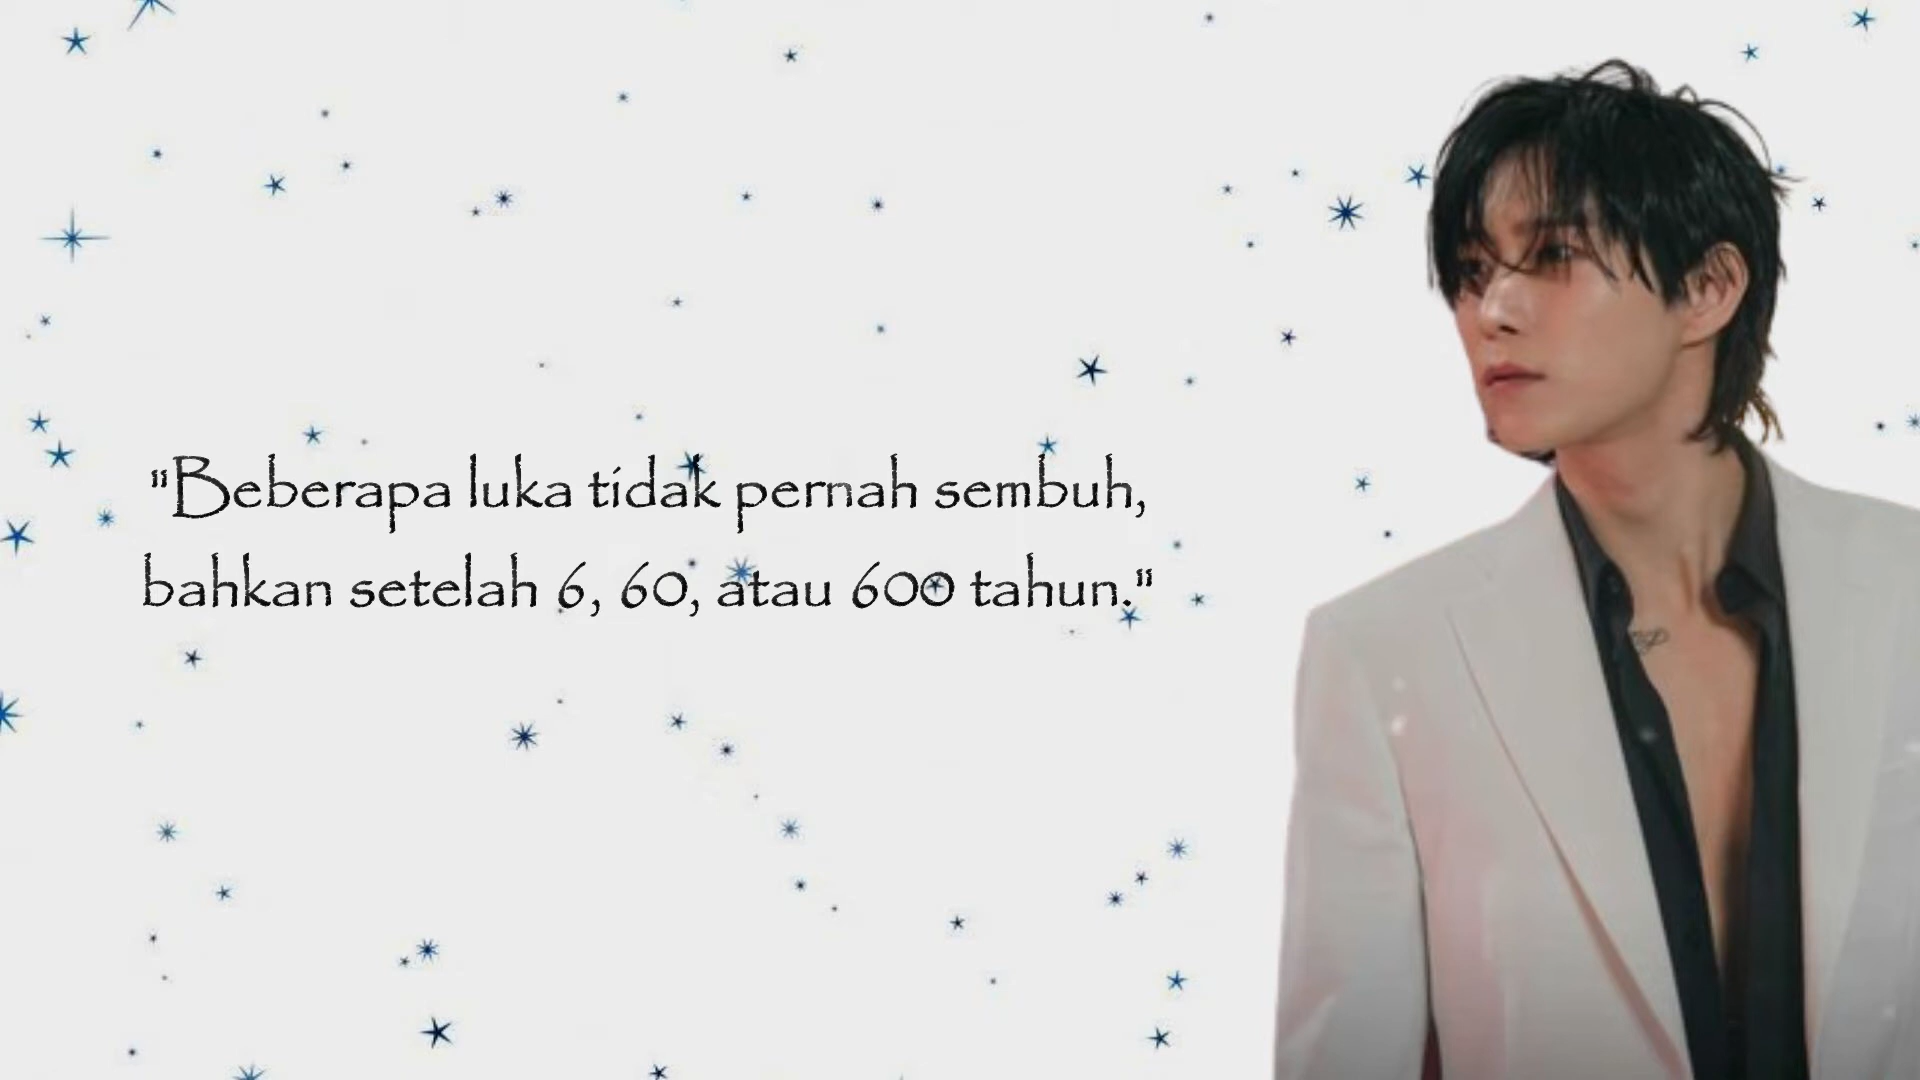 "Beberapa luka tidak pernah sembuh,
bahkan setelah 6, 60, atau 600 tahun."